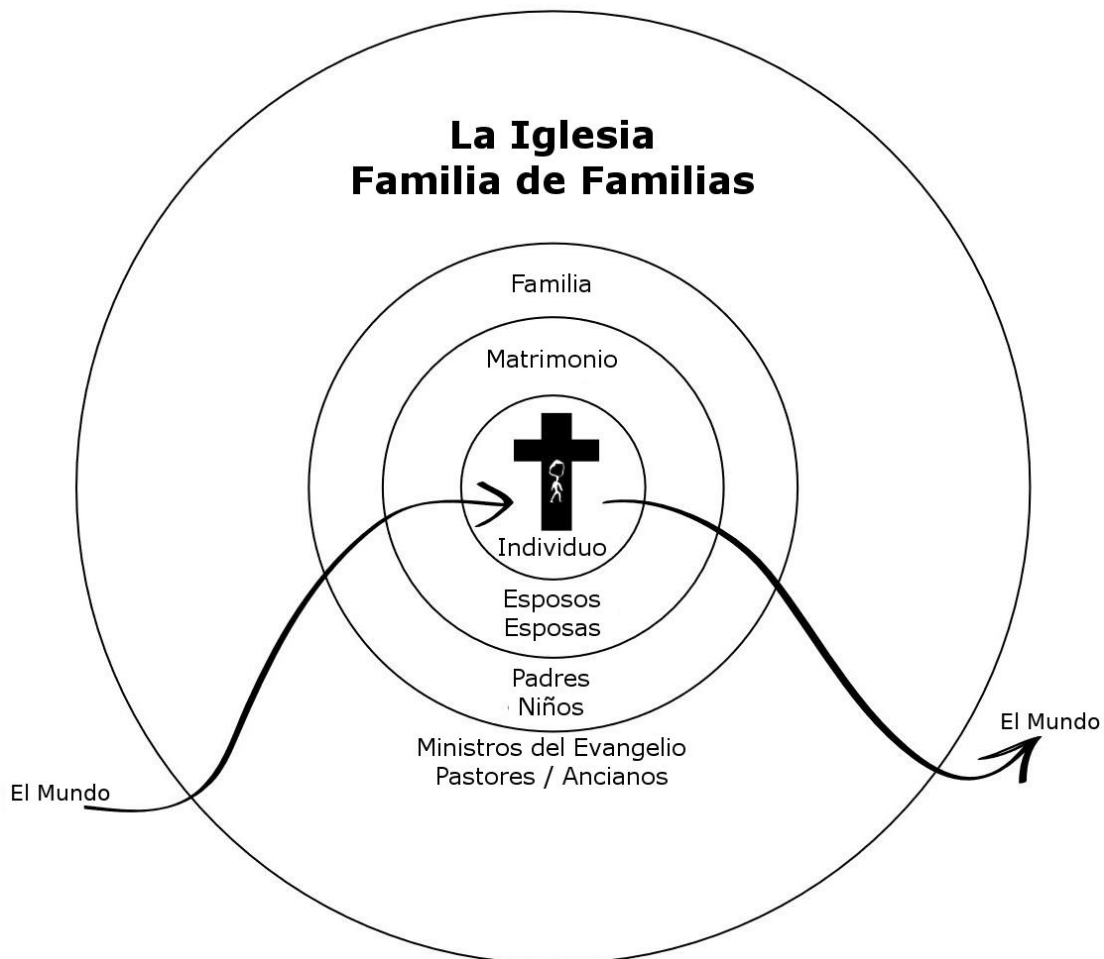 La Iglesia
Familia de Familias
Familia
Matrimonio
Individuo
Esposos
Esposas
Padres
Niños
Ministros del Evangelio
Pastores / Ancianos
El Mundo
El Mundo